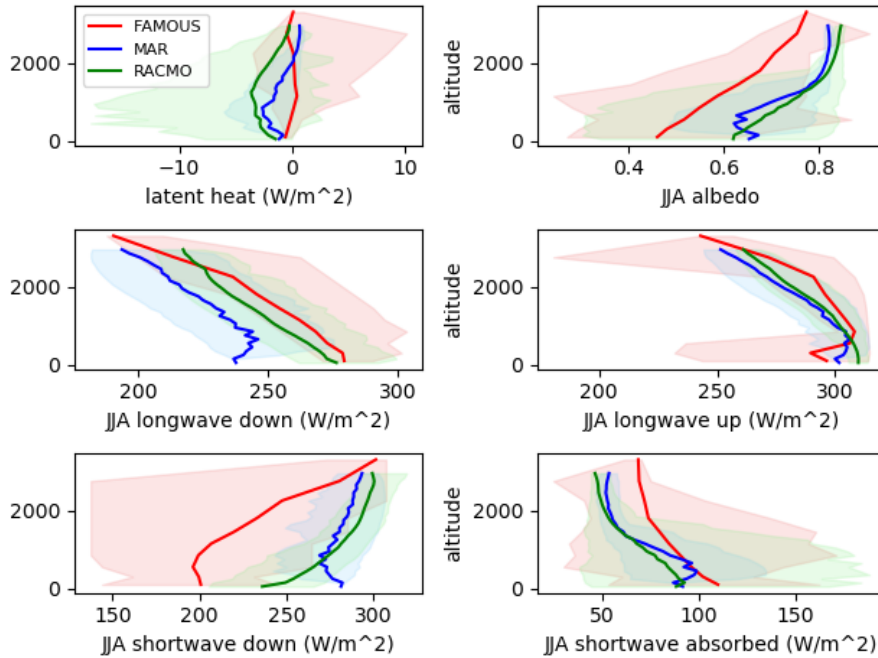 FAMOUS
MAR
RACMO
2000
0
−10
0
10
latent heat (W/m^2)
altitude
2000
0
0.4
0.6
0.8
JJA albedo
2000
0
200
250
300
JJA longwave down (W/m^2)
altitude
2000
0
200
250
300
JJA longwave up (W/m^2)
2000
0
150
200
250
300
JJA shortwave down (W/m^2)
altitude
2000
0
50
100
150
JJA shortwave absorbed (W/m^2)